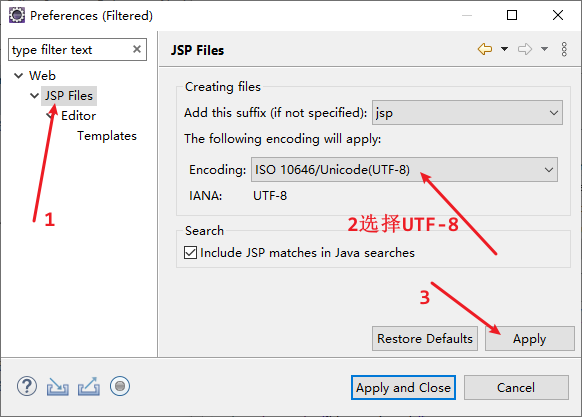 Preferences (Filtered)
type filter text
Web
JSP Files
Editor
Templates
1
JSP Files
Creating files
Add this suffix (if not specified): jsp
The following encoding will apply:
Encoding: ISO 10646/Unicode(UTF-8)
IANA: UTF-8
2选择UTF-8
Search
Include JSP matches in Java searches
3
Restore Defaults
Apply
Apply and Close
Cancel